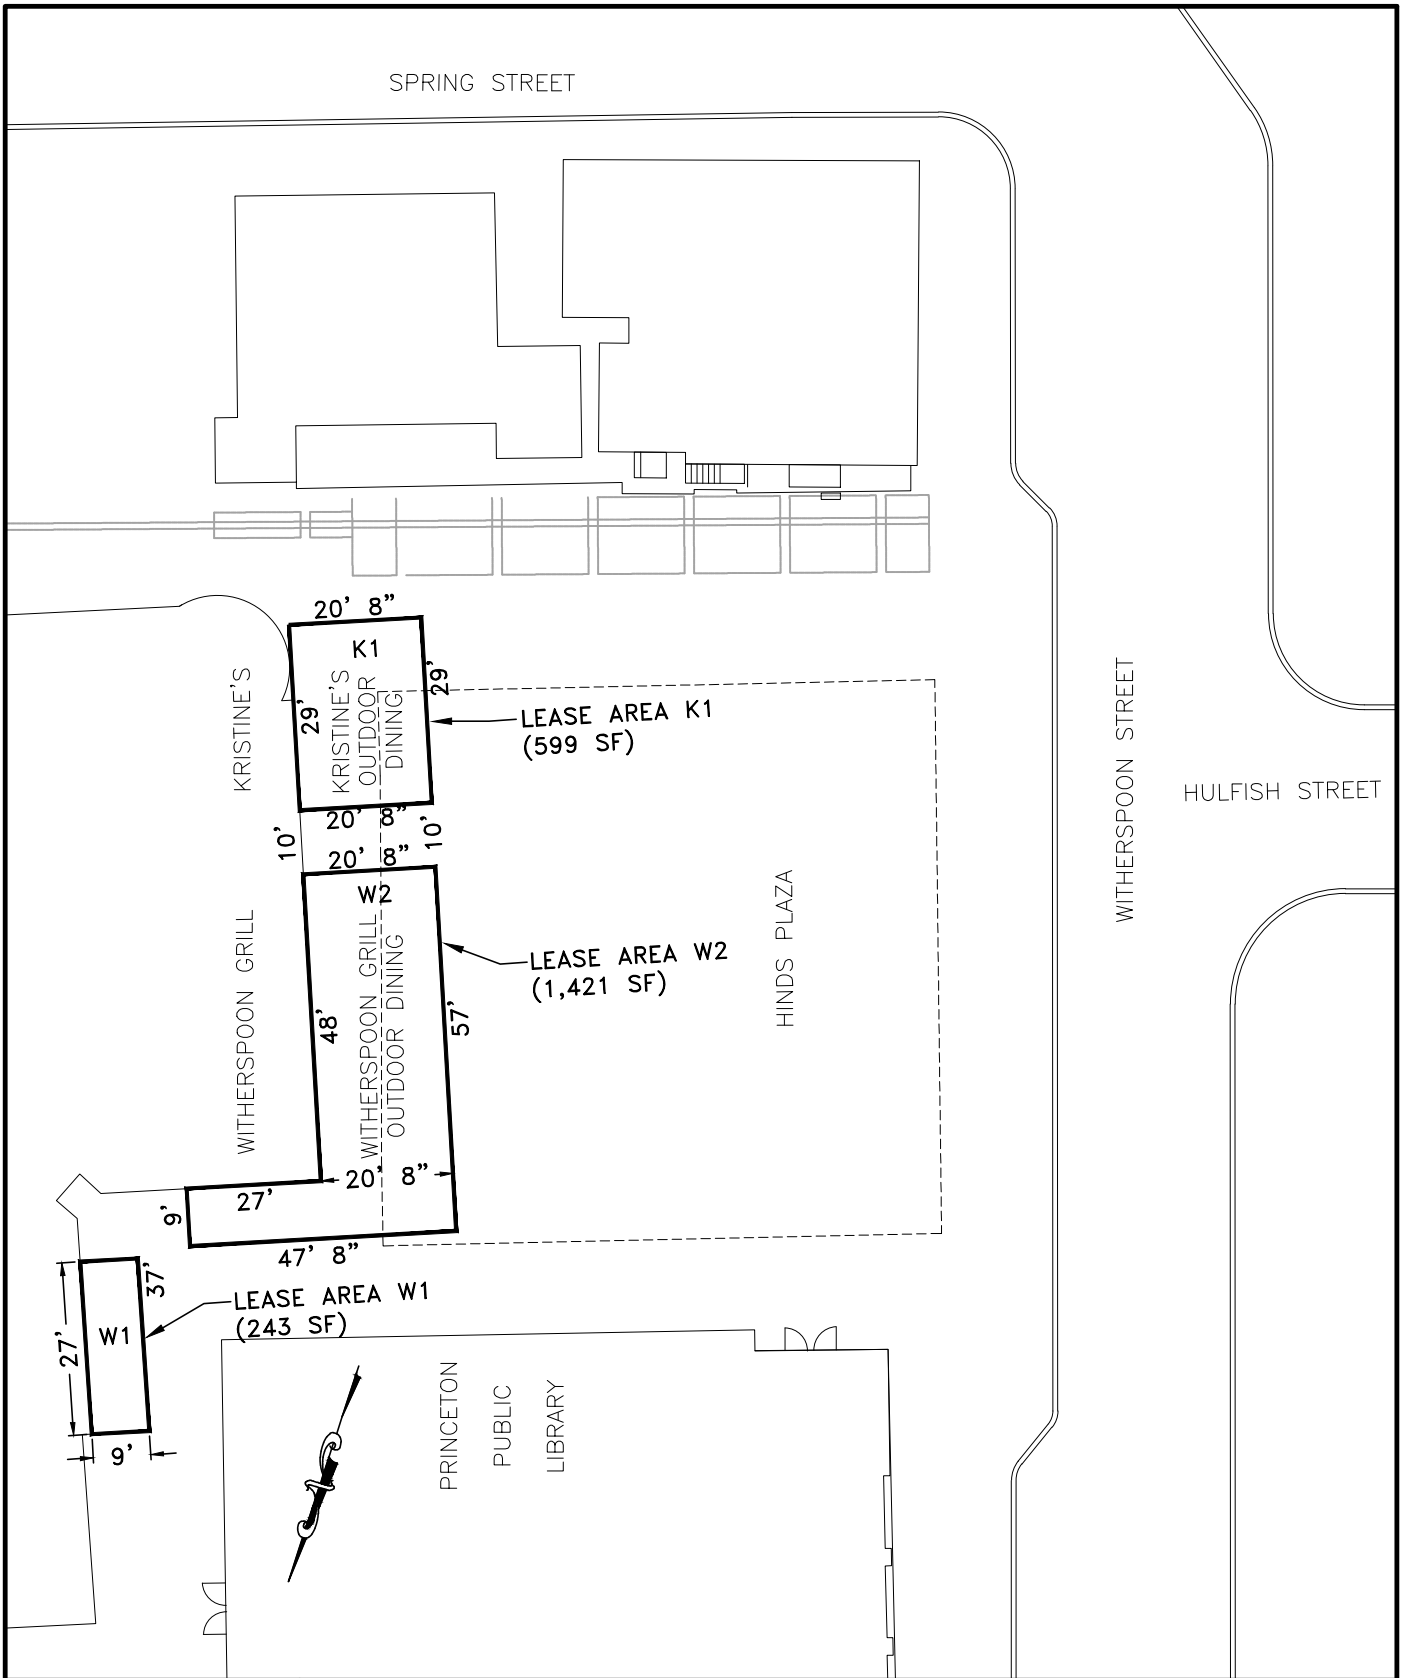 SPRING STREET
20' 8"
K1
29'
29'
KRISTINE'S
KRISTINE'S
OUTDOOR
DINING
LEASE AREA K1
(599 SF)
20' 8"
10'
10'
20' 8"
W2
WITHERSPOON GRILL
WITHERSPOON GRILL
OUTDOOR DINING
LEASE AREA W2
(1,421 SF)
48'
57'
HINDS PLAZA
WITHERSPOON STREET
HULFISH STREET
20' 8"
27'
9'
47' 8"
37'
LEASE AREA W1
(243 SF)
W1
27'
9'
PRINCETON
PUBLIC
LIBRARY